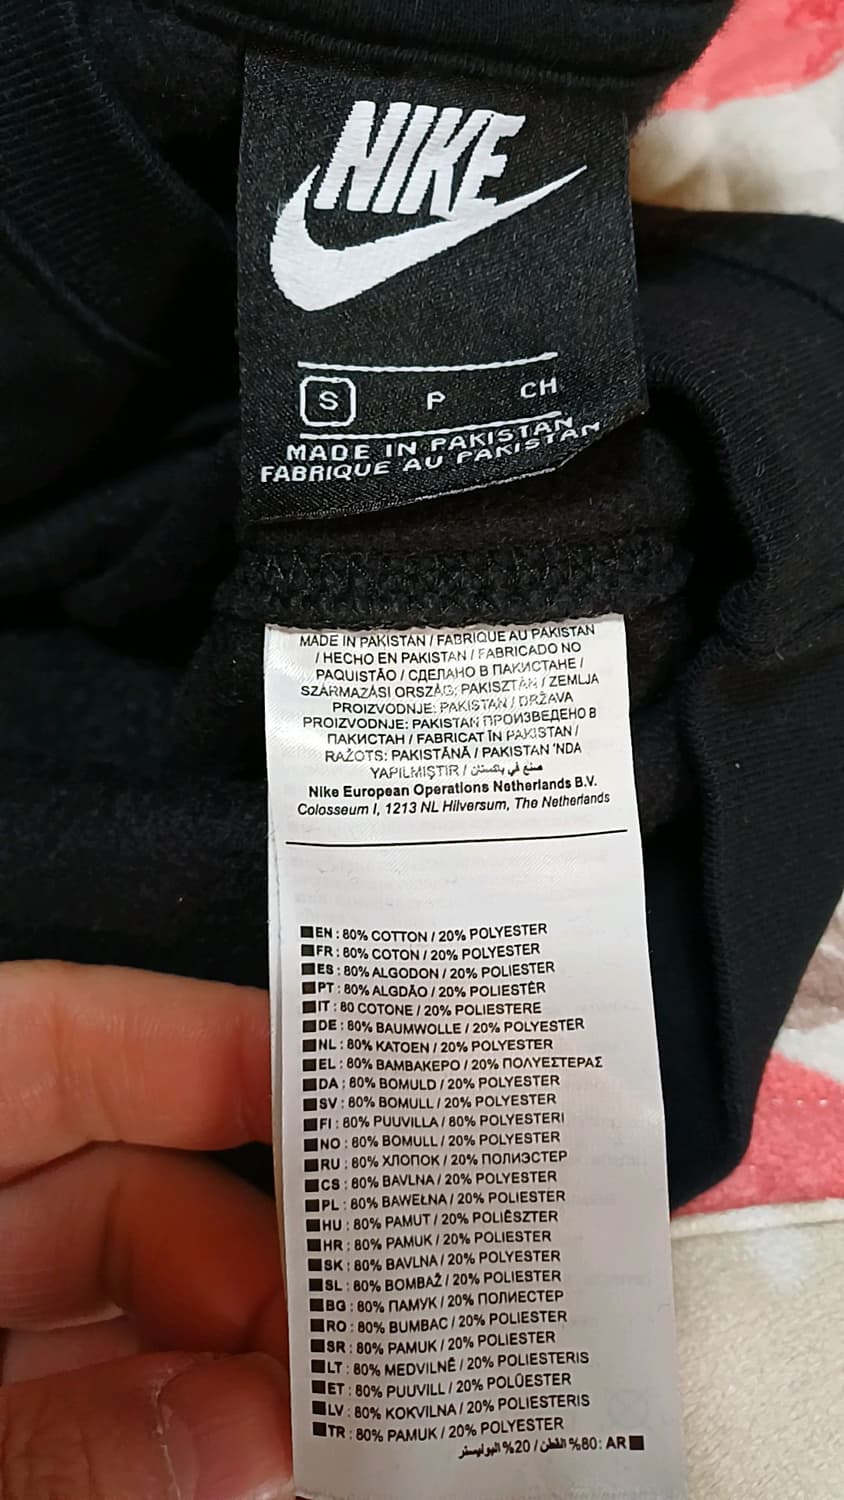 NIKE
S P CH
MADE IN PAKISTAN
FABRIQUE AU PAKISTAN
MADE IN PAKISTAN / FABRIQUE AU PAKISTAN
/ HECHO EN PAKISTAN / FABRICADO NO
PAQUISTÃO / СДЕЛАНО В ПАКИСТАНЕ /
SZÁRMAZÁSI ORSZÁG: PAKISZTÁN / ZEMLJA
PROIZVODNJE: PAKISTAN / DRŽAVA
PROIZVODNJE: PAKISTAN ПРОИЗВЕДЕНО В
ПАКИСТАН / FABRICAT ÎN PAKISTAN /
RAŽOTS: PAKISTĀNĀ / PAKISTAN 'NDA
YAPILMIŞTIR / صنع في باكستان
Nike European Operations Netherlands B.V.
Colosseum I, 1213 NL Hilversum, The Netherlands
EN : 80% COTTON / 20% POLYESTER
FR : 80% COTON / 20% POLYESTER
ES : 80% ALGODON / 20% POLIESTER
PT : 80% ALGDÃO / 20% POLIESTÉR
IT : 80 COTONE / 20% POLIESTERE
DE : 80% BAUMWOLLE / 20% POLYESTER
NL : 80% KATOEN / 20% POLYESTER
EL : 80% BAMBAKEPO / 20% ΠΟΛΥΕΣΤΕΡΑΣ
DA : 80% BOMULD / 20% POLYESTER
SV : 80% BOMULL / 20% POLYESTER
FI : 80% PUUVILLA / 80% POLYESTERI
NO : 80% BOMULL / 20% POLYESTER
RU : 80% ХЛОПОК / 20% ПОЛИЭСТЕР
CS : 80% BAVLNA / 20% POLYESTER
PL : 80% BAWEŁNA / 20% POLIESTER
HU : 80% PAMUT / 20% POLIÉSZTER
HR : 80% PAMUK / 20% POLIESTER
SK : 80% BAVLNA / 20% POLYESTER
SL : 80% BOMBAŽ / 20% POLIESTER
BG : 80% ПАМУК / 20% ПОЛИЕСТЕР
RO : 80% BUMBAC / 20% POLIESTER
SR : 80% PAMUK / 20% POLIESTER
LT : 80% MEDVILNĖ / 20% POLIESTERIS
ET : 80% PUUVILL / 20% POLÜESTER
LV : 80% KOKVILNA / 20% POLIESTERIS
TR : 80% PAMUK / 20% POLYESTER
AR :80% القطن / 20% البوليستر